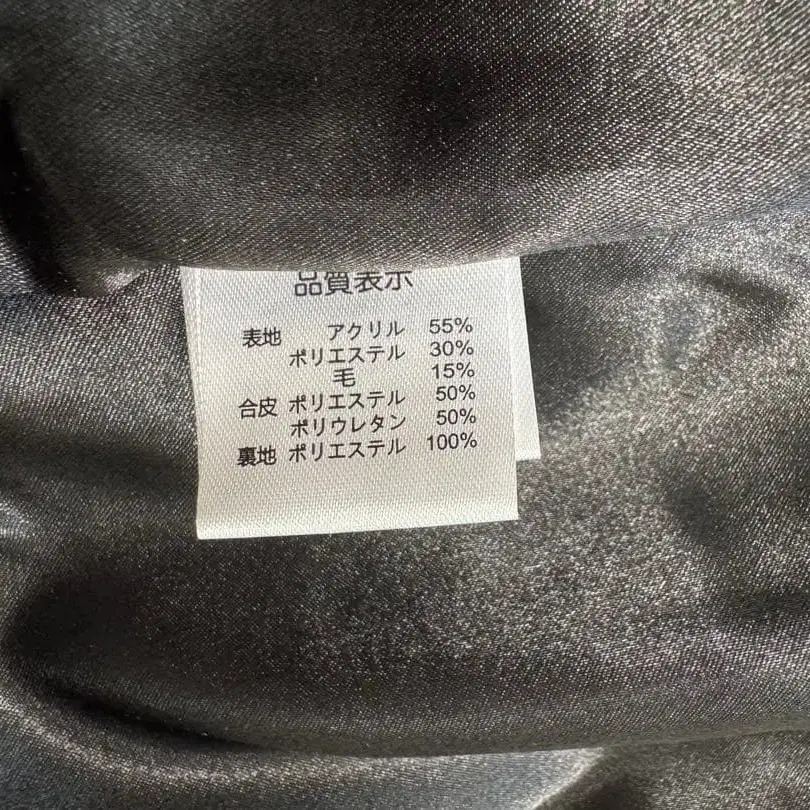 品質表示
表地 アクリル 55%
ポリエステル 30%
毛 15%
合皮 ポリエステル 50%
ポリウレタン 50%
裏地 ポリエステル 100%